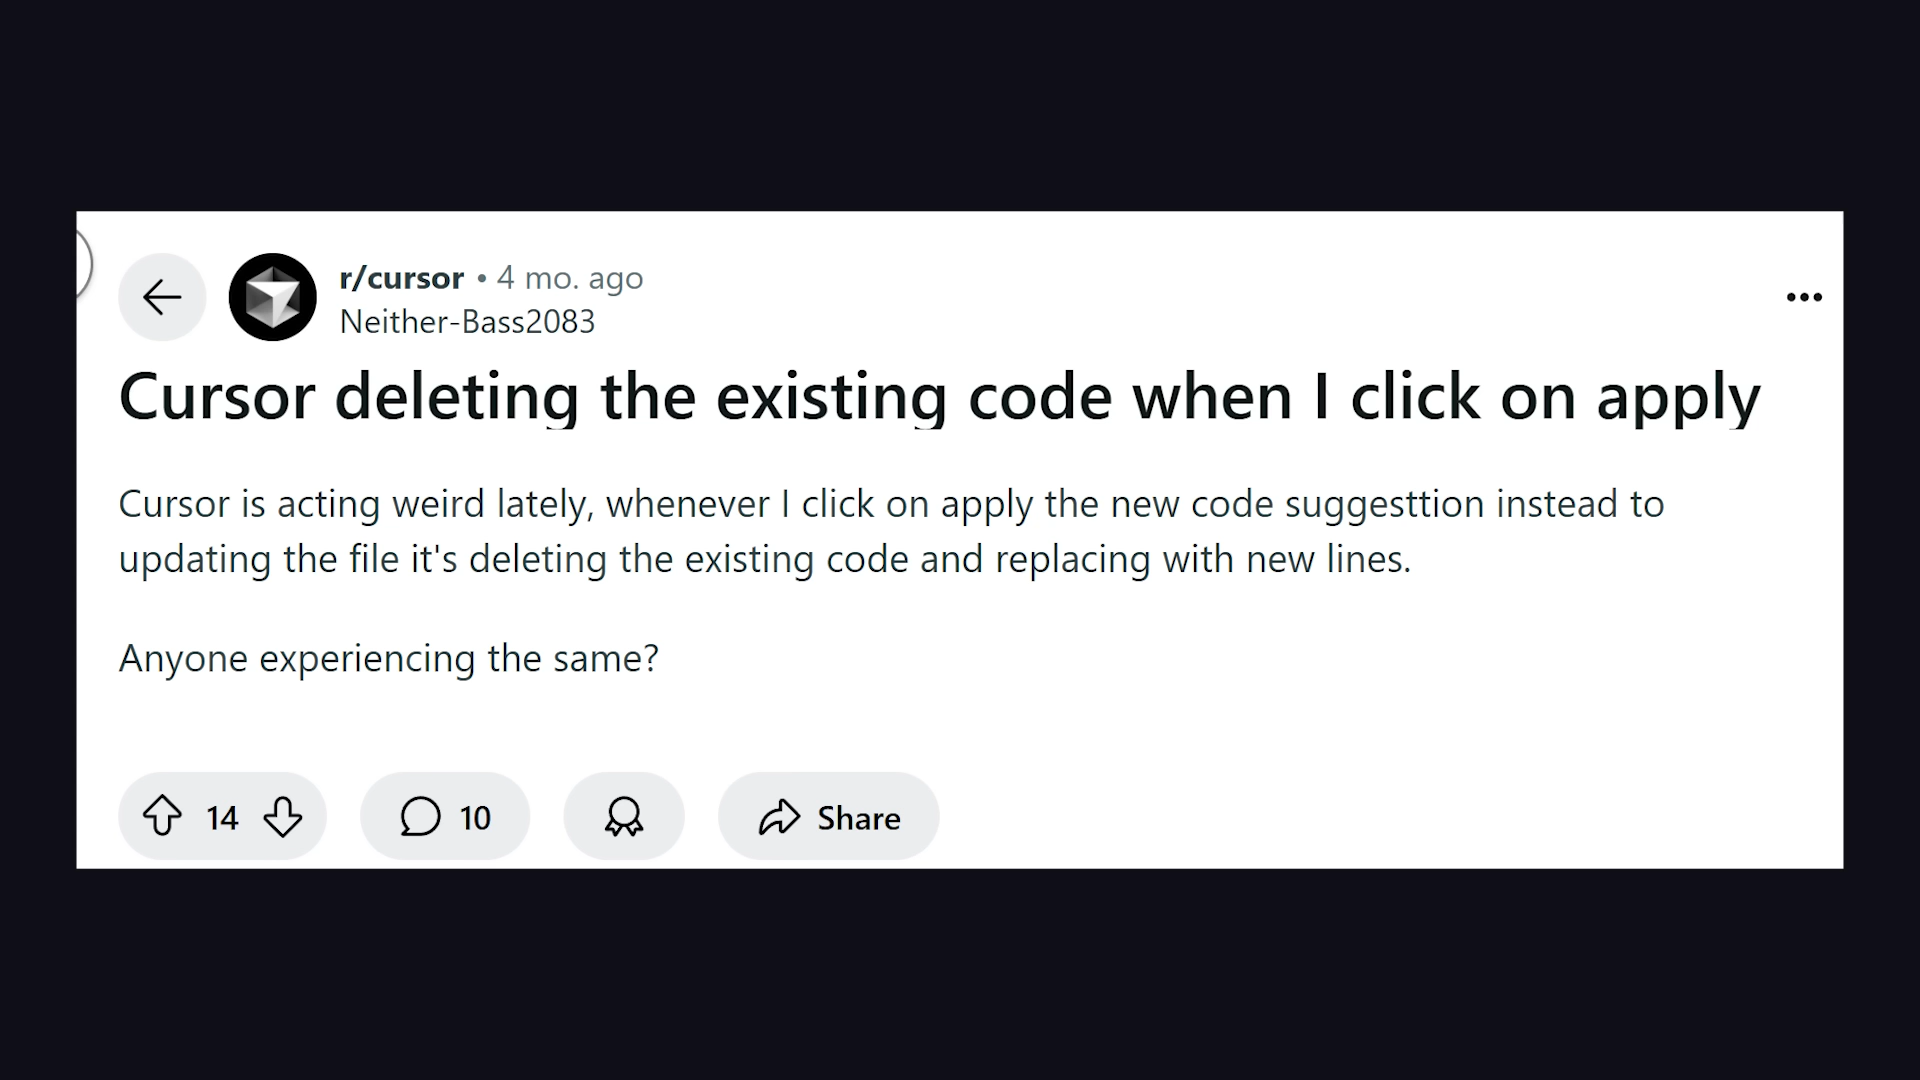 r/cursor • 4 mo. ago
Neither-Bass2083
Cursor deleting the existing code when I click on apply
Cursor is acting weird lately, whenever I click on apply the new code suggesttion instead to
updating the file it's deleting the existing code and replacing with new lines.
Anyone experiencing the same?
14 10 Share